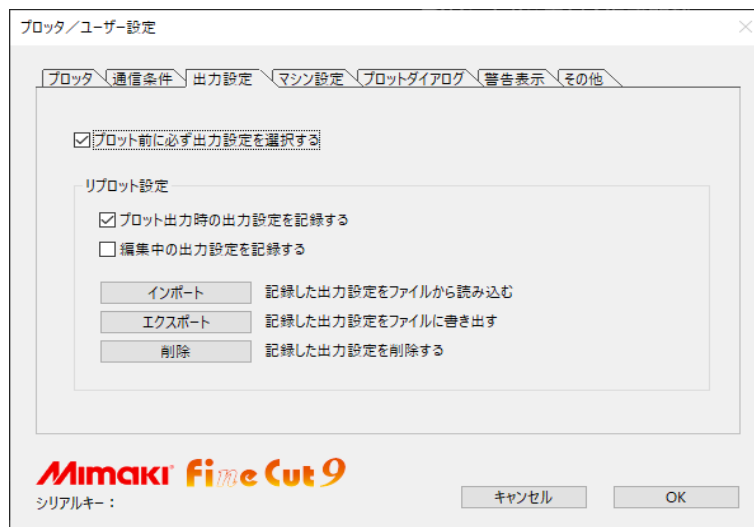 プロッタ／ユーザー設定
プロッタ 通信条件 出力設定 マシン設定 プロットダイアログ 警告表示 その他
プロット前に必ず出力設定を選択する
リプロット設定
プロット出力時の出力設定を記録する
編集中の出力設定を記録する
インポート 記録した出力設定をファイルから読み込む
エクスポート 記録した出力設定をファイルに書き出す
削除 記録した出力設定を削除する
Mimaki Fine Cut 9
シリアルキー：
キャンセル OK